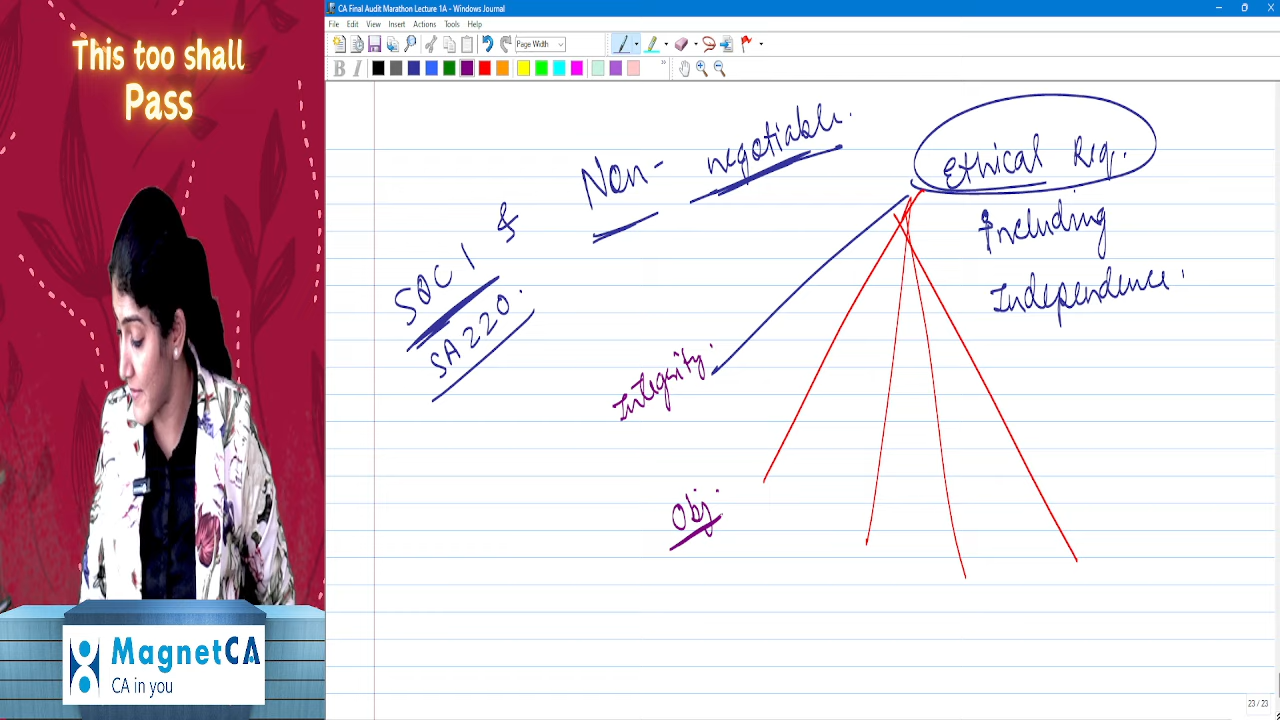 CA Final Audit Marathon Lecture 1A - Windows Journal
File Edit View Insert Actions Tools Help
Page Width
B I
This too shall
Pass
Non- negotiable.
Ethical Req.
Including
Independence.
SQC 1 &
SA 220.
Integrity.
Obj.
MagnetCA
CA in you
23 / 23